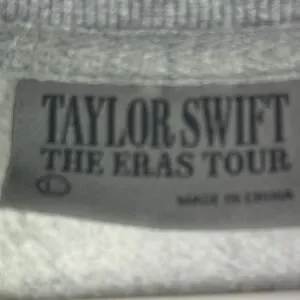 TAYLOR SWIFT
THE ERAS TOUR
L
MADE IN CHINA